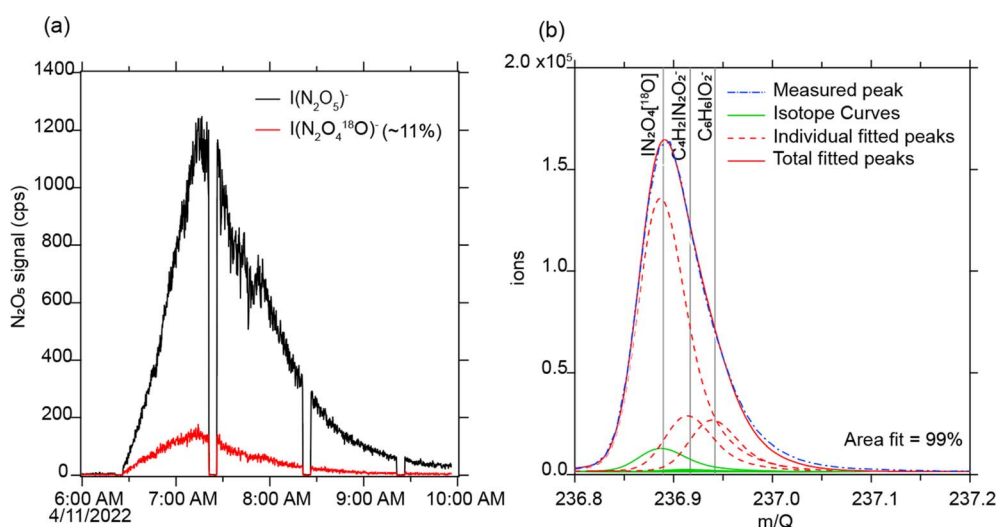 (a)
1400
1200
1000
800
600
400
200
0
N₂O₅ signal (cps)
I(N₂O₅)⁻
I(N₂O₄¹⁸O)⁻ (~11%)
6:00 AM 7:00 AM 8:00 AM 9:00 AM 10:00 AM
4/11/2022
(b)
2.0 x10⁵
1.5
1.0
0.5
0.0
ions
IN₂O₄[¹⁸O]
C₄H₂IN₂O₂⁻
C₆H₆IO₂⁻
Measured peak
Isotope Curves
Individual fitted peaks
Total fitted peaks
Area fit = 99%
236.8 236.9 237.0 237.1 237.2
m/Q